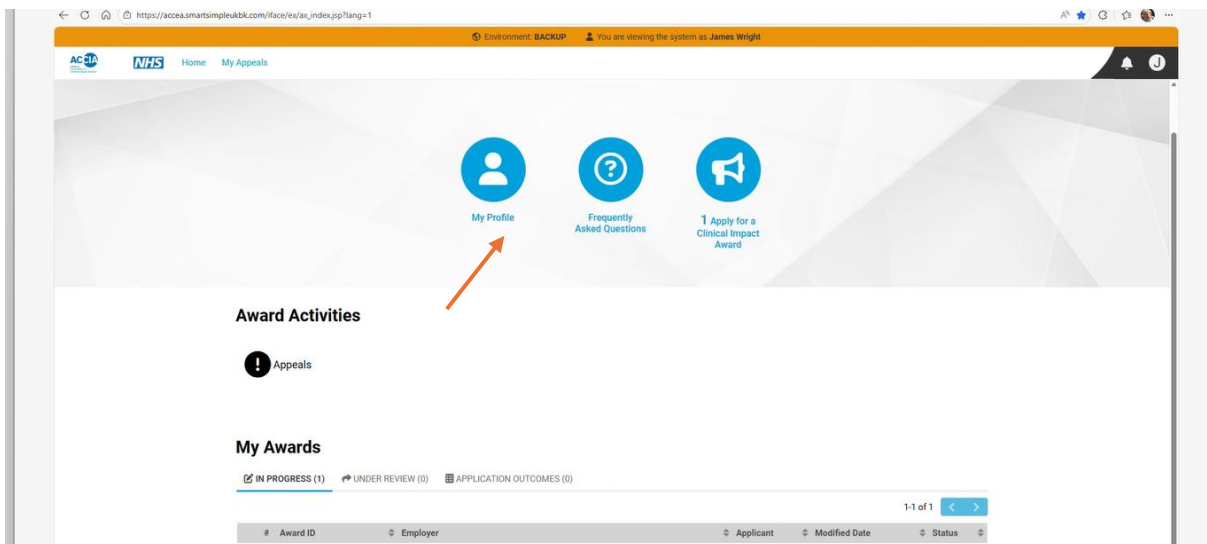 https://accea.smartsimpleukbk.com/iface/ex/ax_index.jsp?lang=1
Environment: BACKUP You are viewing the system as James Wright
ACCIA NHS Home My Appeals J
My Profile
Frequently
Asked Questions
1 Apply for a
Clinical Impact
Award
Award Activities
Appeals
My Awards
IN PROGRESS (1) UNDER REVIEW (0) APPLICATION OUTCOMES (0)
1-1 of 1
# Award ID Employer Applicant Modified Date Status